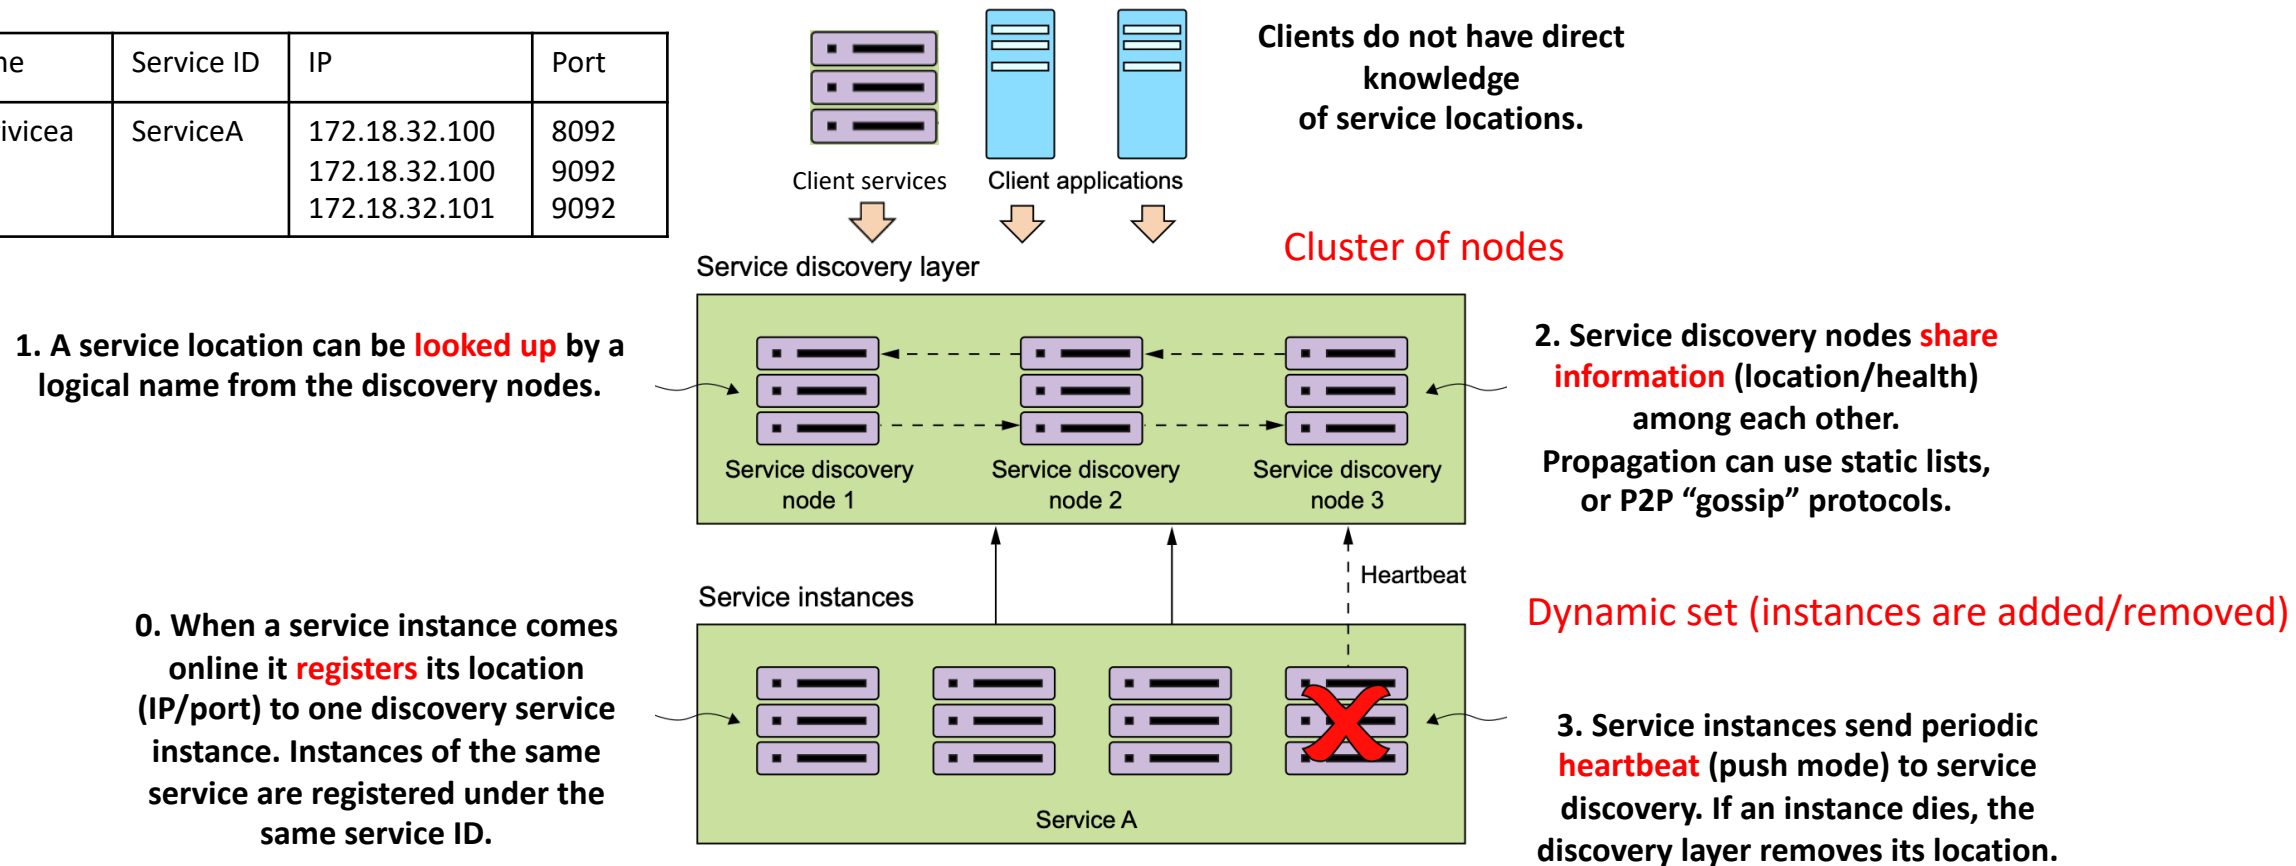 Service ID IP Port
ServiceA 172.18.32.100 8092
172.18.32.100 9092
172.18.32.101 9092
Clients do not have direct
knowledge
of service locations.
Client services
Client applications
Cluster of nodes
Service discovery layer
1. A service location can be looked up by a
logical name from the discovery nodes.
Service discovery
node 1
Service discovery
node 2
Service discovery
node 3
2. Service discovery nodes share
information (location/health)
among each other.
Propagation can use static lists,
or P2P “gossip” protocols.
Heartbeat
Service instances
Dynamic set (instances are added/removed)
0. When a service instance comes
online it registers its location
(IP/port) to one discovery service
instance. Instances of the same
service are registered under the
same service ID.
Service A
3. Service instances send periodic
heartbeat (push mode) to service
discovery. If an instance dies, the
discovery layer removes its location.